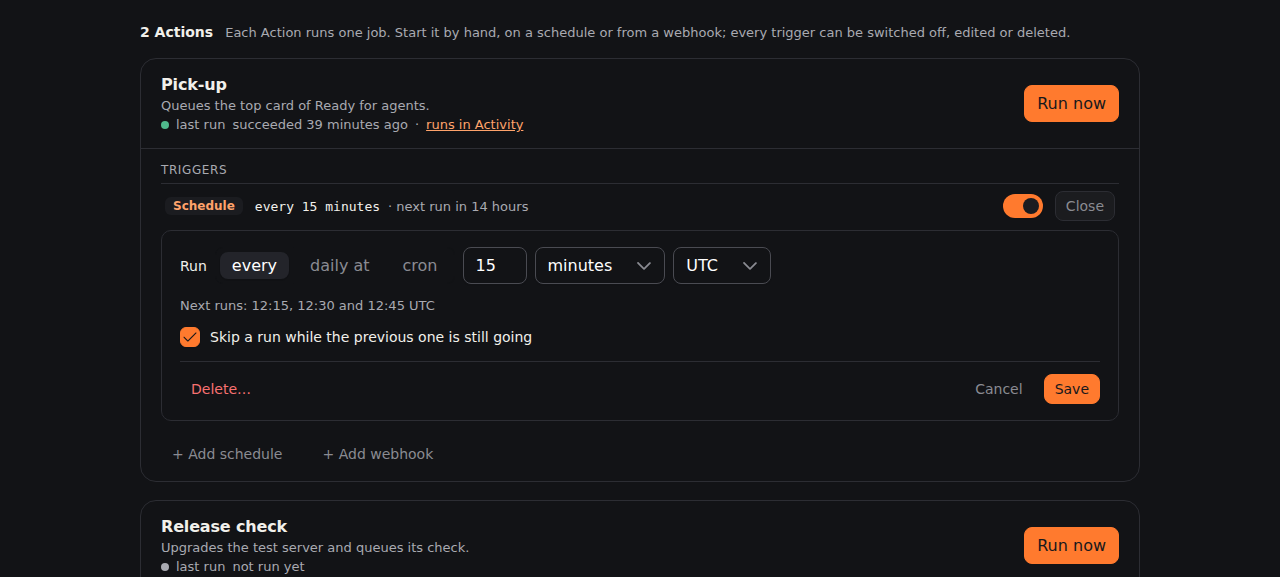 2 Actions Each Action runs one job. Start it by hand, on a schedule or from a webhook; every trigger can be switched off, edited or deleted.
Pick-up
Queues the top card of Ready for agents.
last run succeeded 39 minutes ago · runs in Activity
Run now
TRIGGERS
Schedule every 15 minutes · next run in 14 hours Close
Run every daily at cron 15 minutes UTC
Next runs: 12:15, 12:30 and 12:45 UTC
Skip a run while the previous one is still going
Delete... Cancel Save
+ Add schedule + Add webhook
Release check
Upgrades the test server and queues its check.
last run not run yet
Run now